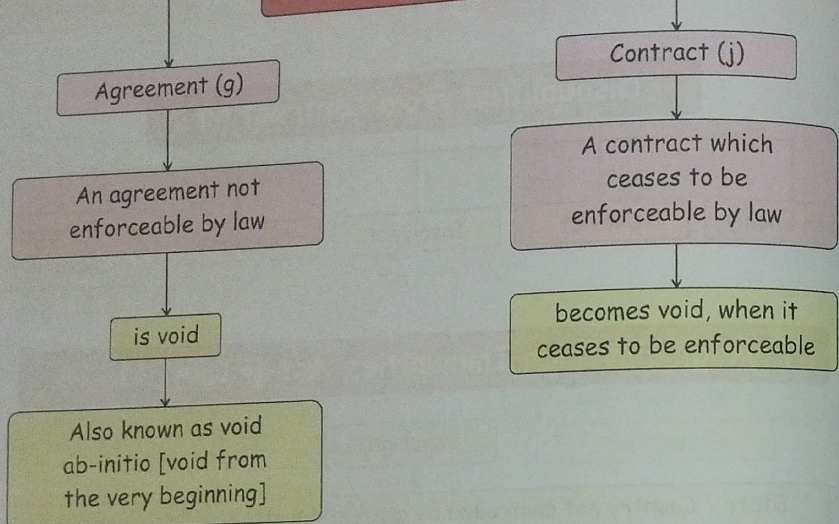 Agreement (g)
An agreement not
enforceable by law
is void
Also known as void
ab-initio [void from
the very beginning]
Contract (j)
A contract which
ceases to be
enforceable by law
becomes void, when it
ceases to be enforceable